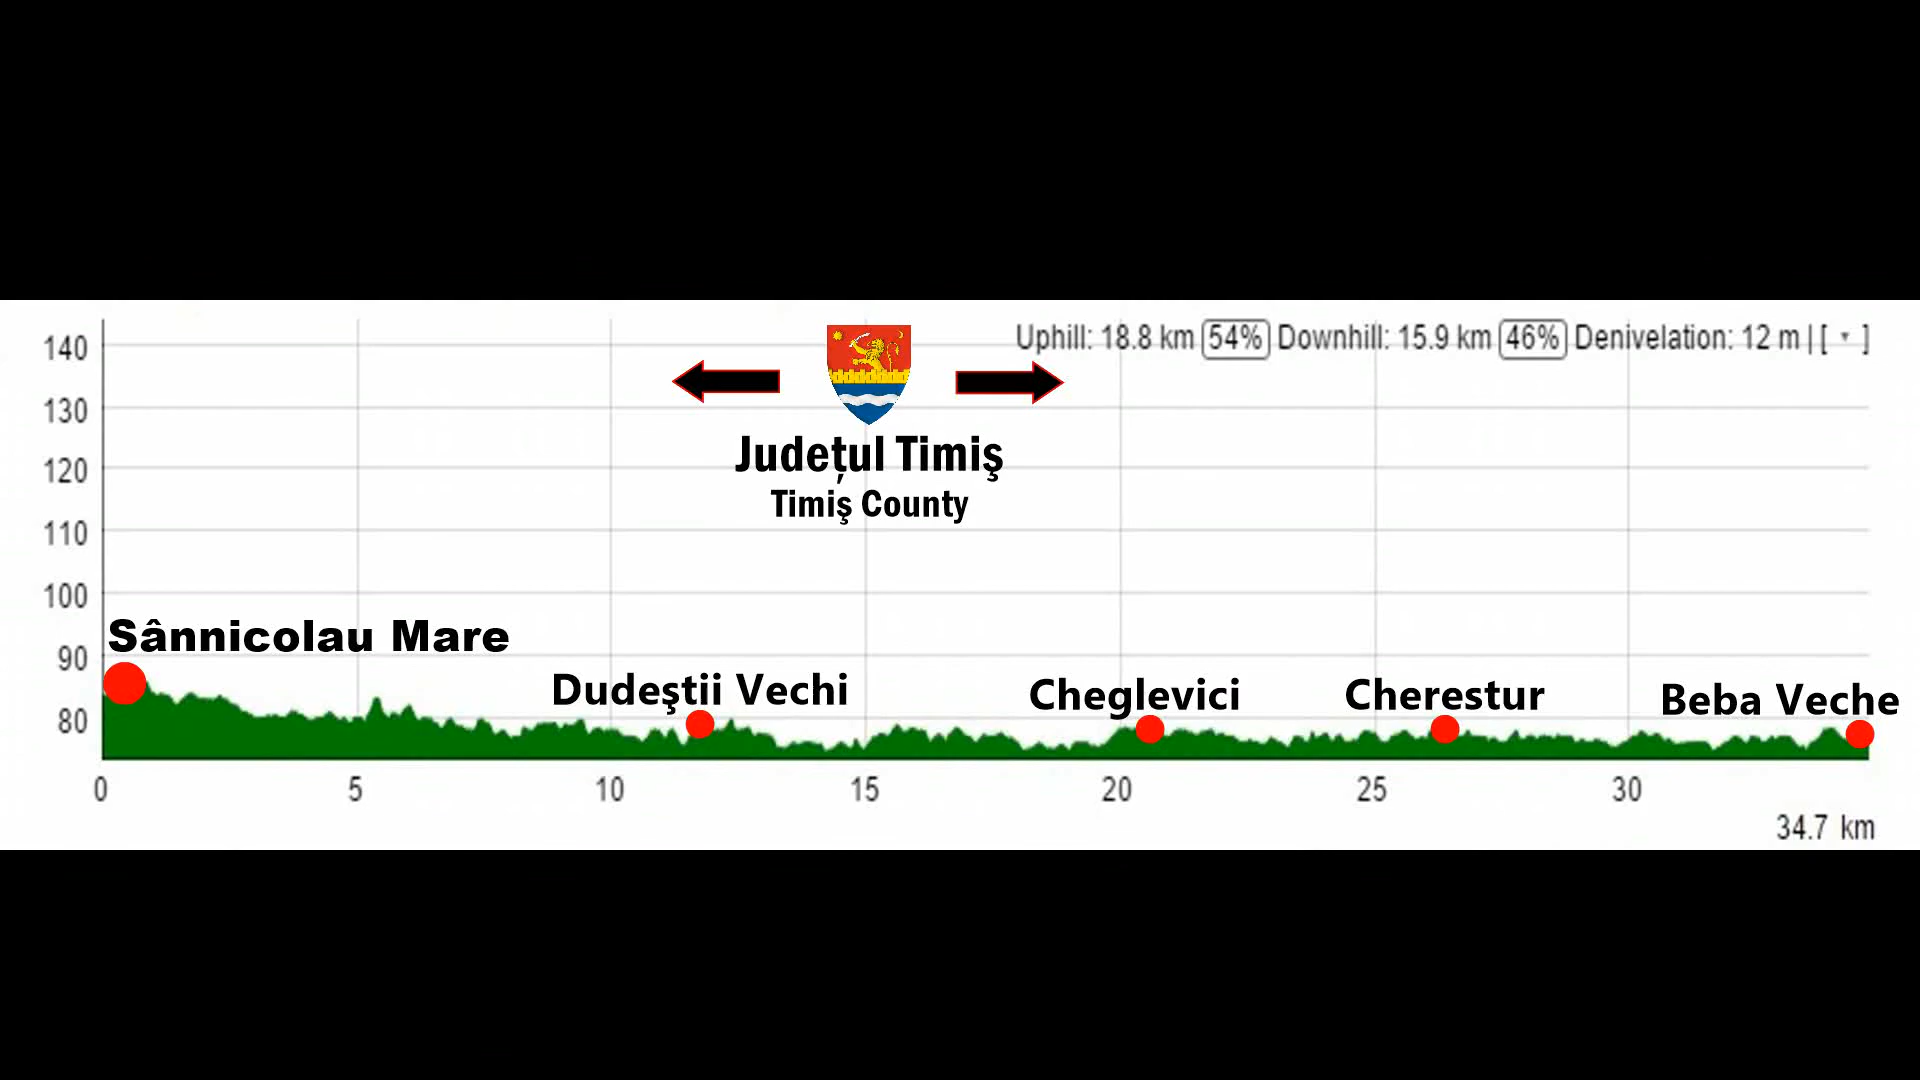 Uphill: 18.8 km 54% Downhill: 15.9 km 46% Denivelation: 12 m | [ ▾ ]
140
130
120
110
100
90
80
Județul Timiş
Timiş County
Sânnicolau Mare
Dudeştii Vechi
Cheglevici
Cherestur
Beba Veche
0 5 10 15 20 25 30
34.7 km